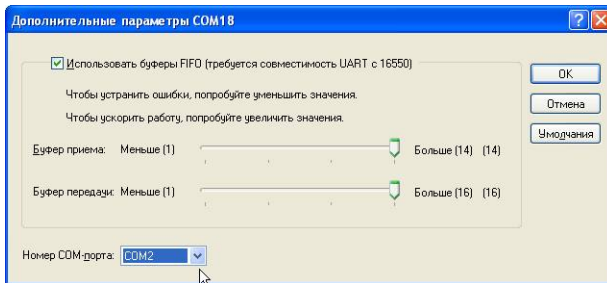 Дополнительные параметры COM18
Использовать буферы FIFO (требуется совместимость UART с 16550)
Чтобы устранить ошибки, попробуйте уменьшить значения.
Чтобы ускорить работу, попробуйте увеличить значения.
Буфер приема: Меньше (1) Больше (14) (14)
Буфер передачи: Меньше (1) Больше (16) (16)
Номер COM-порта: COM2
OK
Отмена
Умолчания